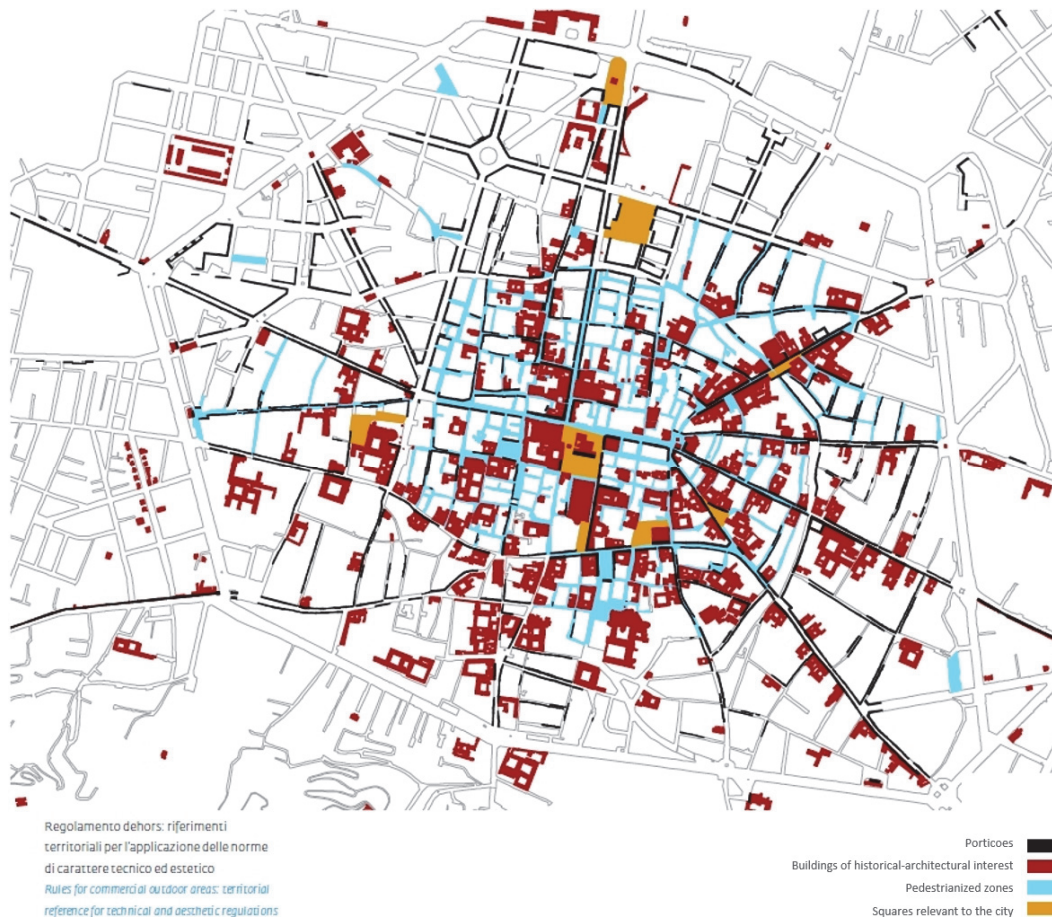 Regolamento dehors: riferimenti
territoriali per l'applicazione delle norme
di carattere tecnico ed estetico
Rules for commercial outdoor areas: territorial
reference for technical and aesthetic regulations
Porticoes
Buildings of historical-architectural interest
Pedestrianized zones
Squares relevant to the city